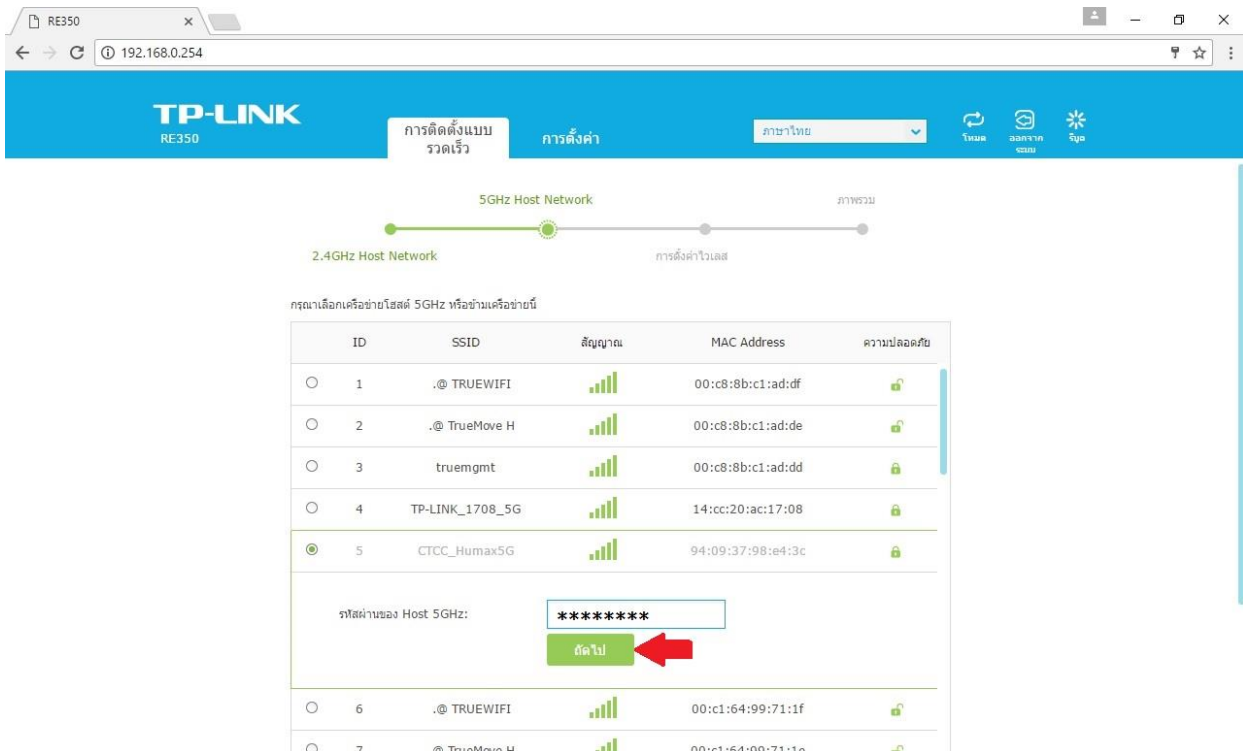 RE350
192.168.0.254
TP-LINK
RE350
การติดตั้งแบบ
รวดเร็ว
การตั้งค่า
ภาษาไทย
โหมด
ออกจาก
ระบบ
รีบูต
5GHz Host Network
ภาพรวม
2.4GHz Host Network
การตั้งค่าไวเลส
กรุณาเลือกเครือข่ายโฮสต์ 5GHz หรือข้ามเครือข่ายนี้
ID SSID สัญญาณ MAC Address ความปลอดภัย
1 .@ TRUEWIFI 00:c8:8b:c1:ad:df
2 .@ TrueMove H 00:c8:8b:c1:ad:de
3 truemgmt 00:c8:8b:c1:ad:dd
4 TP-LINK_1708_5G 14:cc:20:ac:17:08
5 CTCC_Humax5G 94:09:37:98:e4:3c
รหัสผ่านของ Host 5GHz: ********
ถัดไป
6 .@ TRUEWIFI 00:c1:64:99:71:1f
7 .@ TrueMove H 00:c1:64:99:71:1e